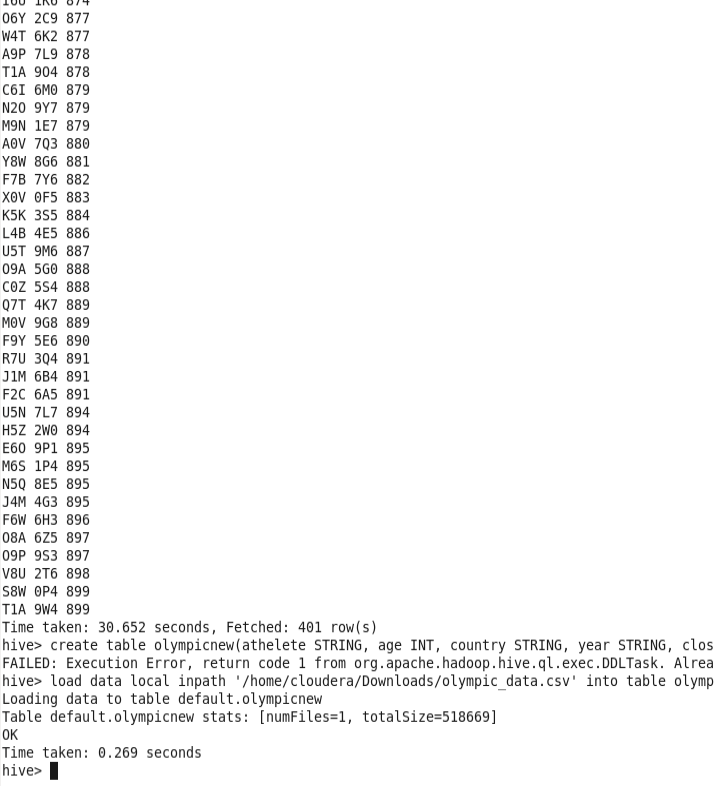 O6Y 2C9 877
W4T 6K2 877
A9P 7L9 878
T1A 9O4 878
C6I 6M0 879
N2O 9Y7 879
M9N 1E7 879
A0V 7Q3 880
Y8W 8G6 881
F7B 7Y6 882
X0V 0F5 883
K5K 3S5 884
L4B 4E5 886
U5T 9M6 887
O9A 5G0 888
C0Z 5S4 888
Q7T 4K7 889
M0V 9G8 889
F9Y 5E6 890
R7U 3Q4 891
J1M 6B4 891
F2C 6A5 891
U5N 7L7 894
H5Z 2W0 894
E6O 9P1 895
M6S 1P4 895
N5Q 8E5 895
J4M 4G3 895
F6W 6H3 896
O8A 6Z5 897
O9P 9S3 897
V8U 2T6 898
S8W 0P4 899
T1A 9W4 899
Time taken: 30.652 seconds, Fetched: 401 row(s)
hive> create table olympicnew(athelete STRING, age INT, country STRING, year STRING, clos
FAILED: Execution Error, return code 1 from org.apache.hadoop.hive.ql.exec.DDLTask. Alrea
hive> load data local inpath '/home/cloudera/Downloads/olympic_data.csv' into table olymp
Loading data to table default.olympicnew
Table default.olympicnew stats: [numFiles=1, totalSize=518669]
OK
Time taken: 0.269 seconds
hive>